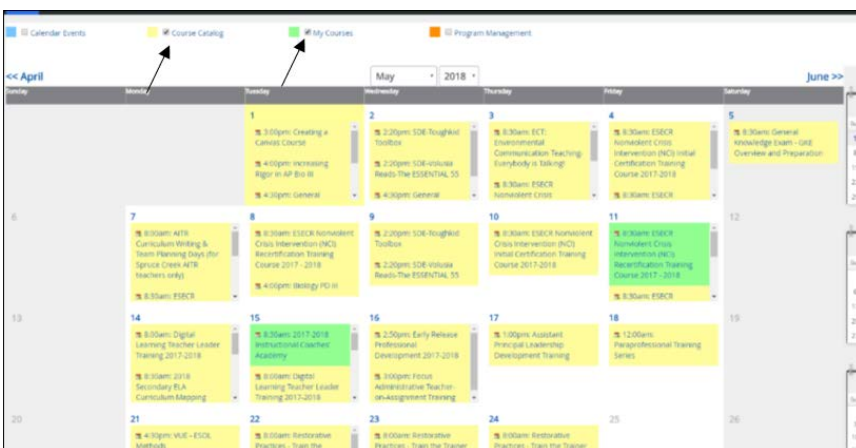 Calendar Events
Course Catalog
My Courses
Program Management
<< April
May
2018
June >>
Sunday
Monday
Tuesday
Wednesday
Thursday
Friday
Saturday
1
3:00pm: Creating a
Canvas Course
4:00pm: Increasing
Rigor in AP Bio III
4:30pm: General
2
2:20pm: SDE-Toughkid
Toolbox
2:20pm: SDE-Volusia
Reads-The ESSENTIAL 55
4:30pm: General
3
8:30am: ECT:
Environmental
Communication Teaching-
Everybody is Talking!
8:30am: ESECR
Nonviolent Crisis
4
8:30am: ESECR
Nonviolent Crisis
Intervention (NCI) Initial
Certification Training
Course 2017-2018
8:30am: ESECR
5
8:30am: General
Knowledge Exam - GKE
Overview and Preparation
6
7
8:00am: AITR
Curriculum Writing &
Team Planning Days (for
Spruce Creek AITR
teachers only)
8:30am: ESECR
8
8:30am: ESECR Nonviolent
Crisis Intervention (NCI)
Recertification Training
Course 2017 - 2018
4:00pm: Biology PD III
9
2:20pm: SDE-Toughkid
Toolbox
2:20pm: SDE-Volusia
Reads-The ESSENTIAL 55
10
8:30am: ESECR Nonviolent
Crisis Intervention (NCI)
Initial Certification Training
Course 2017-2018
11
8:30am: ESECR
Nonviolent Crisis
Intervention (NCI)
Recertification Training
Course 2017 - 2018
8:30am: ESECR
12
13
14
8:00am: Digital
Learning Teacher Leader
Training 2017-2018
8:30am: 2018
Secondary ELA
Curriculum Mapping
15
8:30am: 2017-2018
Instructional Coaches'
Academy
8:00am: Digital
Learning Teacher Leader
Training 2017-2018
16
2:50pm: Early Release
Professional
Development 2017-2018
3:00pm: Focus
Administrative Teacher-
on-Assignment Training
17
1:00pm: Assistant
Principal Leadership
Development Training
18
12:00am:
Paraprofessional Training
Series
19
20
21
4:30pm: VUE - ESOL
Methods
22
8:00am: Restorative
Practices - Train the
23
8:00am: Restorative
Practices - Train the Trainer
24
8:00am: Restorative
Practices - Train the Trainer
25
26